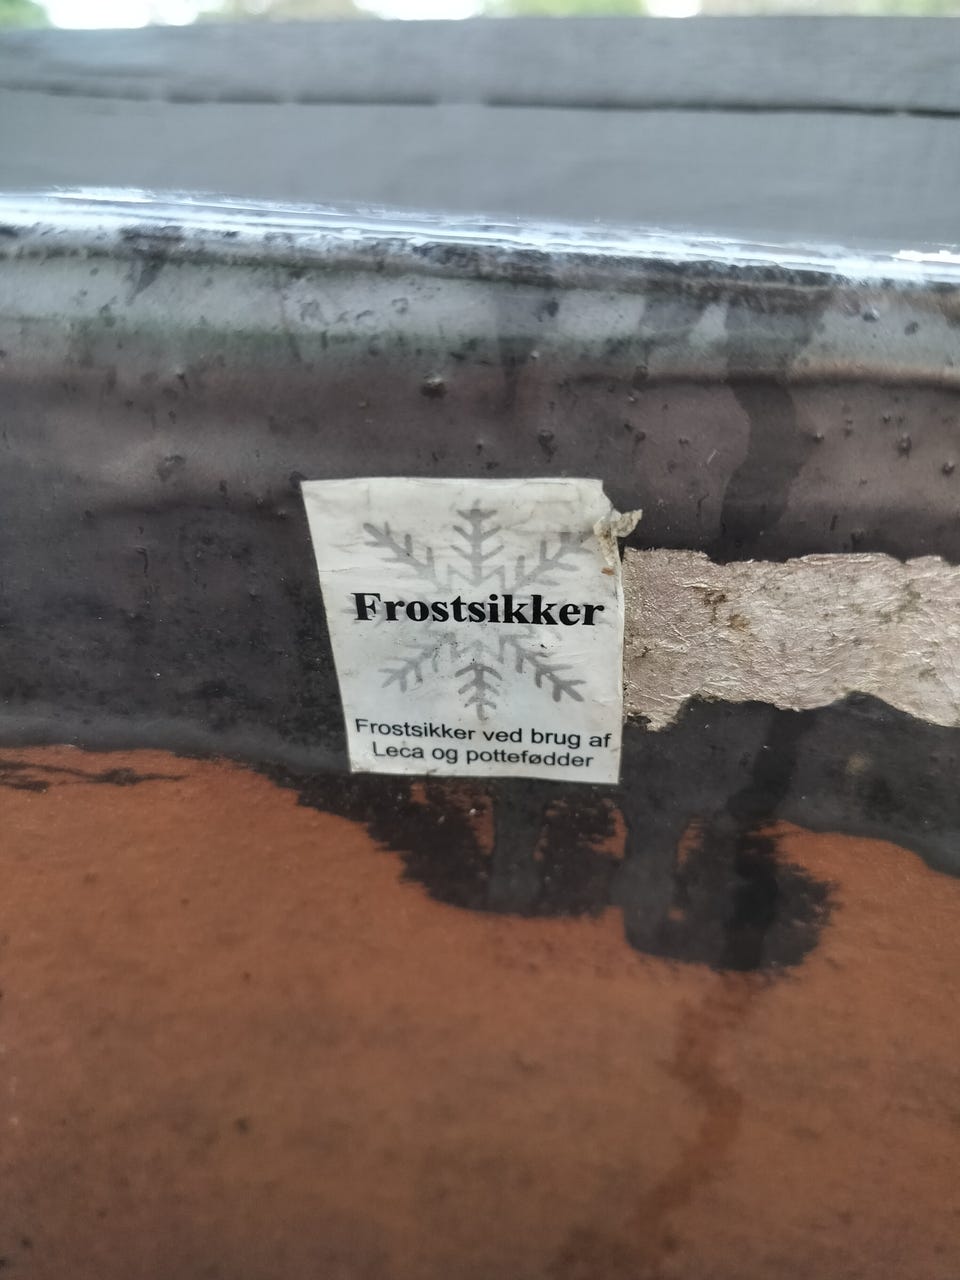 Frostsikker
Frostsikker ved brug af
Leca og pottefødder